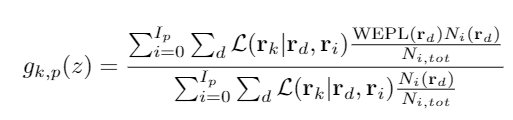 $$g_{k,p}(z) = \frac{\sum_{i=0}^{I_p} \sum_d \mathcal{L}(\mathbf{r}_k|\mathbf{r}_d, \mathbf{r}_i) \frac{\mathrm{WEPL}(\mathbf{r}_d) N_i(\mathbf{r}_d)}{N_{i,tot}}}{\sum_{i=0}^{I_p} \sum_d \mathcal{L}(\mathbf{r}_k|\mathbf{r}_d, \mathbf{r}_i) \frac{N_i(\mathbf{r}_d)}{N_{i,tot}}}$$